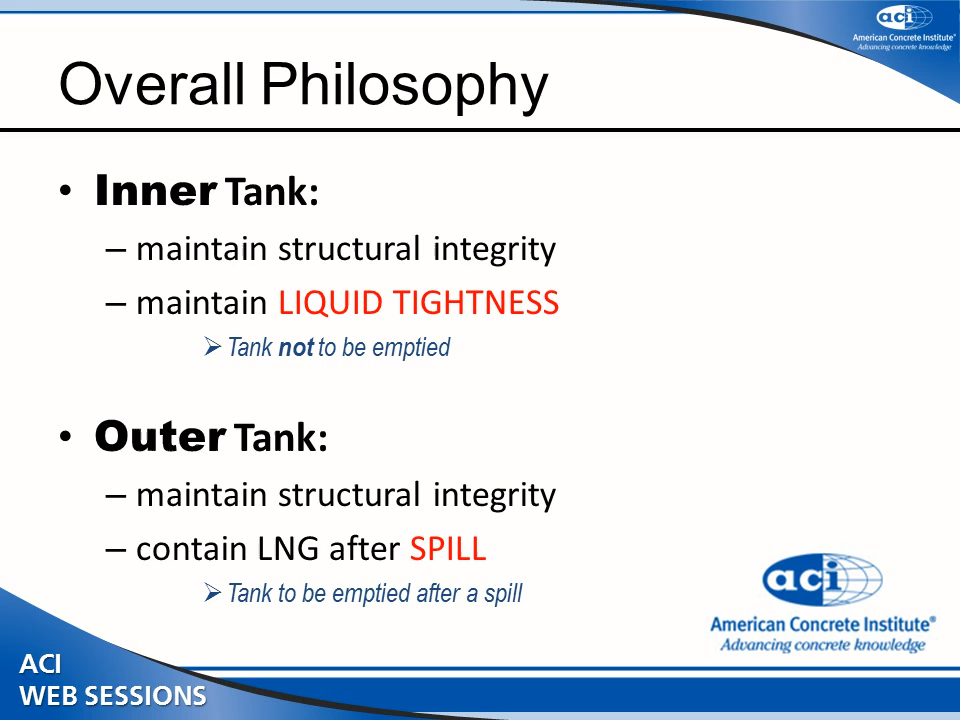 aci
American Concrete Institute®
Advancing concrete knowledge
Overall Philosophy
• Inner Tank:
– maintain structural integrity
– maintain LIQUID TIGHTNESS
➢ Tank not to be emptied
• Outer Tank:
– maintain structural integrity
– contain LNG after SPILL
➢ Tank to be emptied after a spill
aci
American Concrete Institute®
Advancing concrete knowledge
ACI
WEB SESSIONS